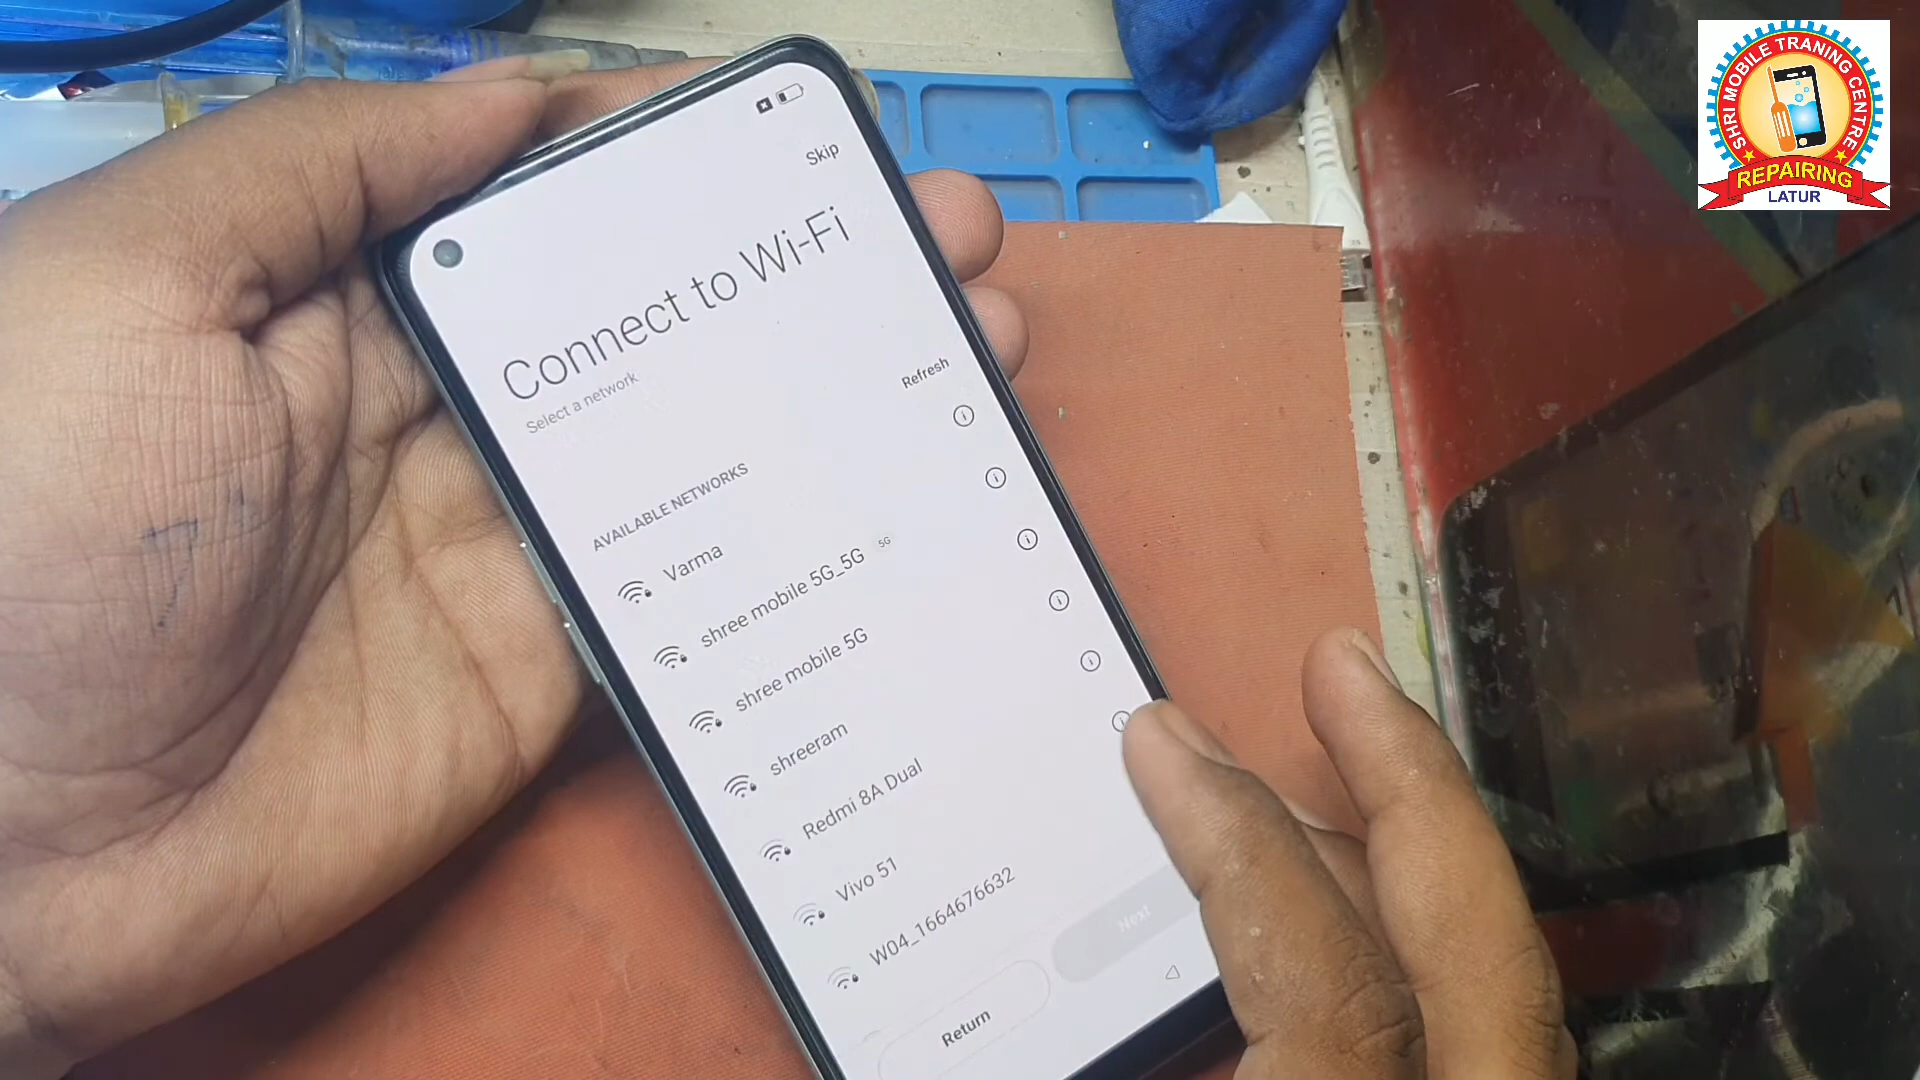 Skip
Connect to Wi-Fi
Select a network
Refresh
AVAILABLE NETWORKS
Varma
shree mobile 5G_5G 5G
shree mobile 5G
shreeram
Redmi 8A Dual
Vivo 51
W04_1664676632
Return
Next
SHRI MOBILE TRANING CENTRE
REPAIRING
LATUR